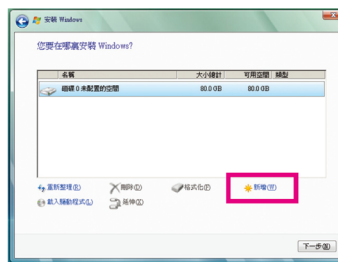 安裝 Windows
您要在哪裏安裝 Windows?
名稱 大小總計 可用空間 類型
磁碟 0 未配置的空間 80.0 GB 80.0 GB
重新整理(R) 刪除(D) 格式化(F) 新增(W)
載入驅動程式(L) 延伸(X)
下一步(N)